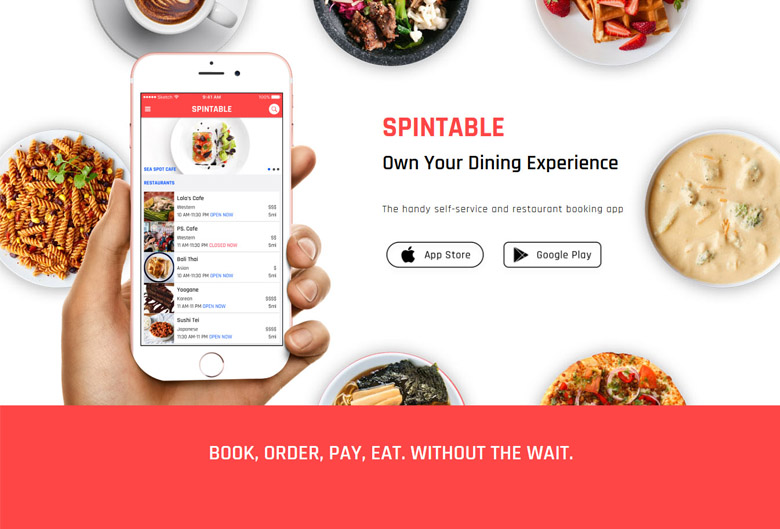 Sketch 9:41 AM 100%
SPINTABLE
SEA SPOT CAFE
RESTAURANTS
Lola's Cafe
Western $$$
10 AM-11:30 PM OPEN NOW 5mi
PS. Cafe
Western $$
11 AM-11:30 PM CLOSED NOW 5mi
Bali Thai
Asian $
10 AM-10:30 PM OPEN NOW 5mi
Yoogane
Korean $$$$
11 AM-11 PM OPEN NOW 5mi
Sushi Tei
Japanese $$$$
11:30 AM-11 PM OPEN NOW 5mi
SPINTABLE
Own Your Dining Experience
The handy self-service and restaurant booking app
App Store
Google Play
BOOK, ORDER, PAY, EAT. WITHOUT THE WAIT.